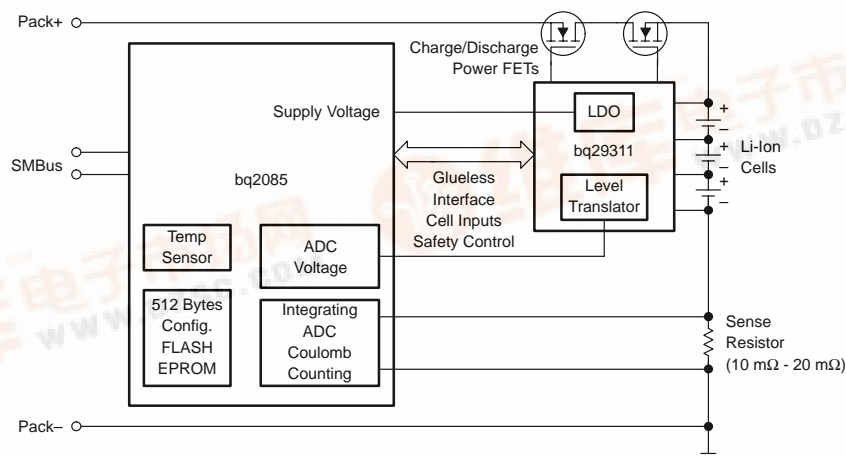 Pack+
Charge/Discharge
Power FETs
Supply Voltage
LDO
+
–
SMBus
bq2085
bq29311
+
–
Li-Ion
Cells
Glueless
Interface
Cell Inputs
Safety Control
Level
Translator
+
–
Temp
Sensor
ADC
Voltage
512 Bytes
Config.
FLASH
EPROM
Integrating
ADC
Coulomb
Counting
Sense
Resistor
(10 mΩ - 20 mΩ)
Pack–